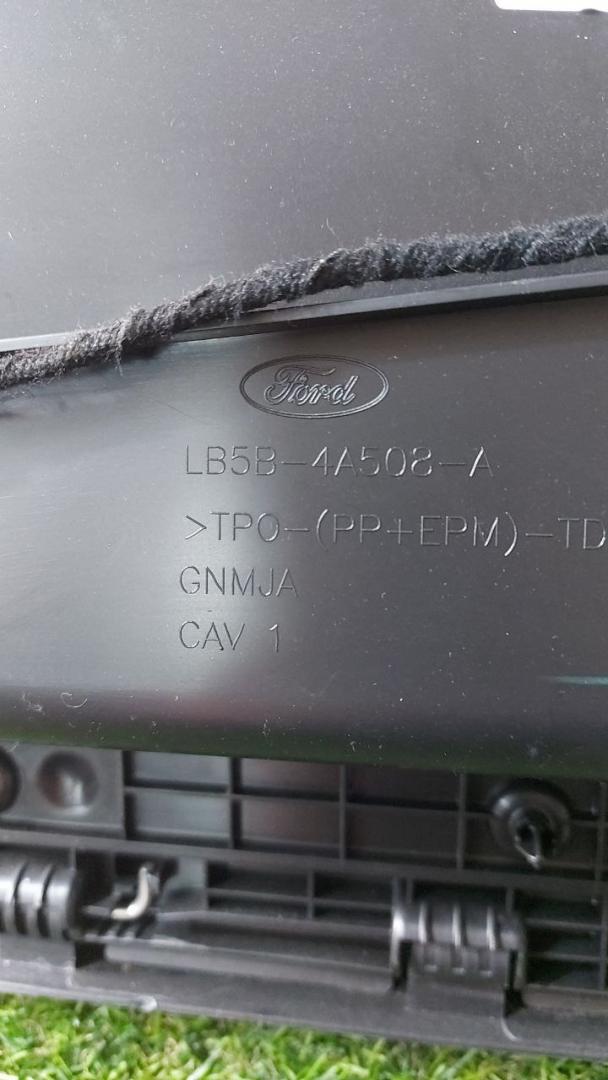 Ford
LB5B-4A508-A
>TPO-(PP+EPM)-TD
GNMJA
CAV 1